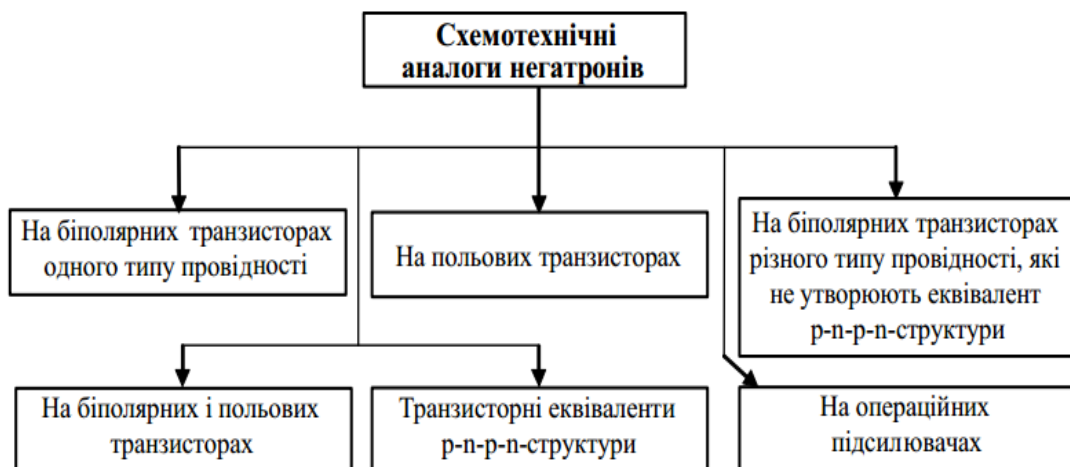 Схемотехнічні
аналоги негатронів
На біполярних транзисторах
одного типу провідності
На польових транзисторах
На біполярних транзисторах
різного типу провідності, які
не утворюють еквівалент
p-n-p-n-структури
На біполярних і польових
транзисторах
Транзисторні еквіваленти
p-n-p-n-структури
На операційних
підсилювачах